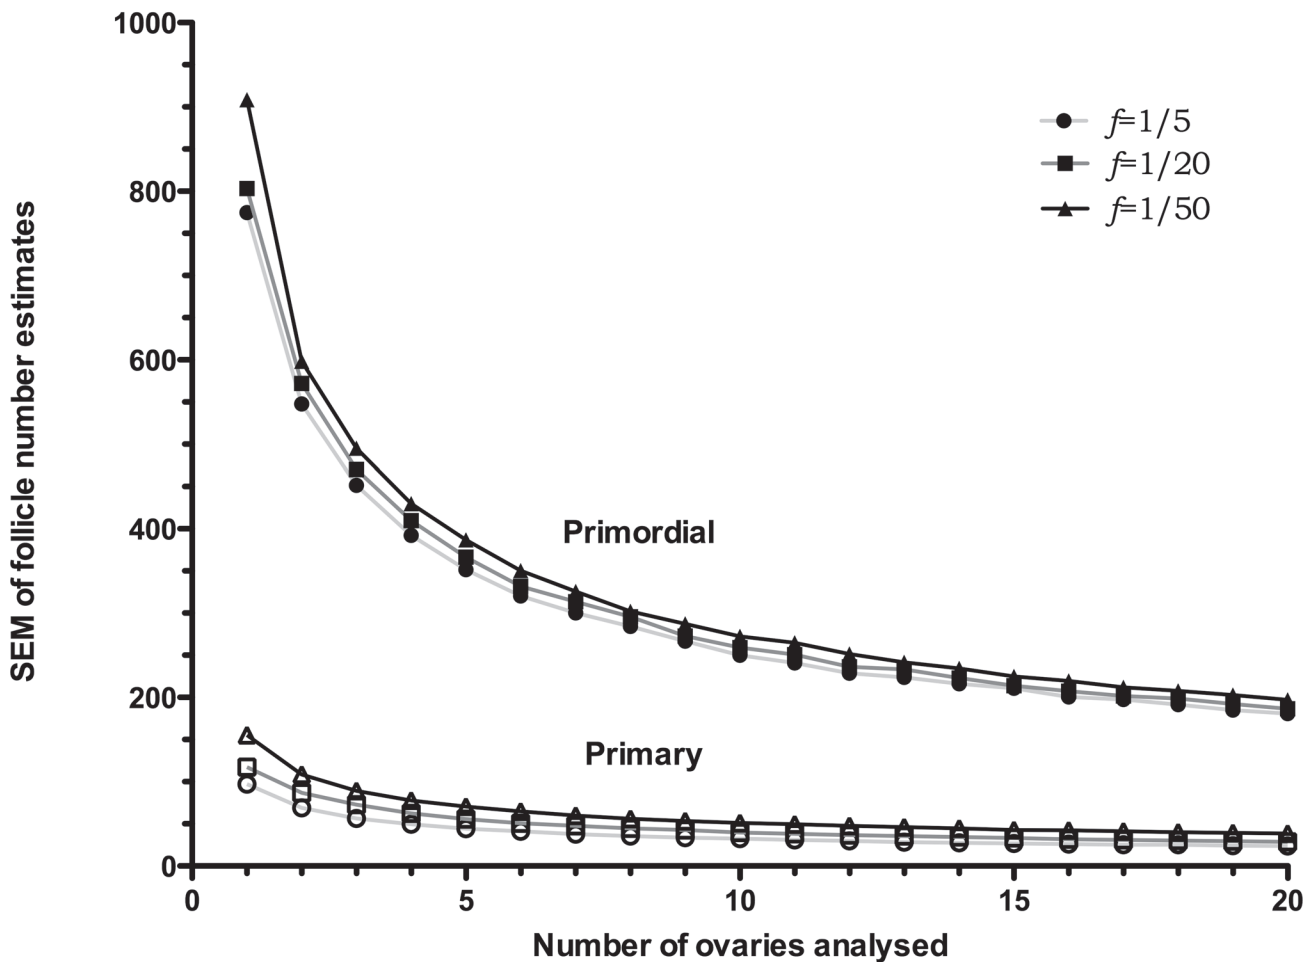 1000
800
600
400
200
0
SEM of follicle number estimates
f=1/5
f=1/20
f=1/50
Primordial
Primary
0 5 10 15 20
Number of ovaries analysed